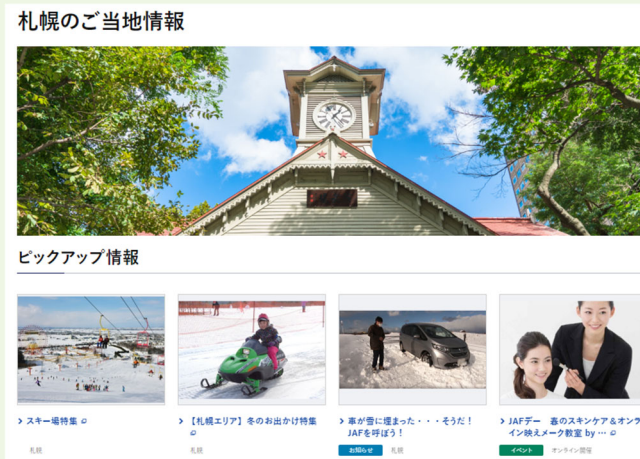 札幌のご当地情報
ピックアップ情報
スキー場特集
【札幌エリア】冬のお出かけ特集
車が雪に埋まった・・・そうだ！
JAFを呼ぼう！
JAFデー　春のスキンケア＆オンラ
イン映えメーク教室 by …
札幌
札幌
お知らせ 札幌
イベント オンライン開催